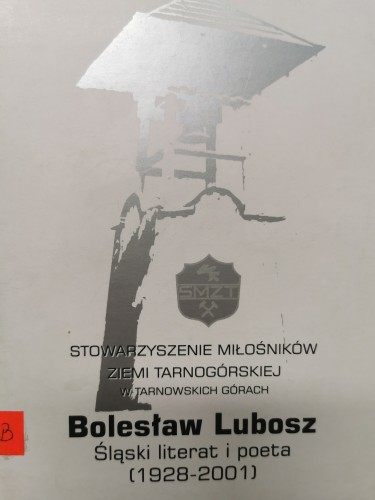 SMZT
STOWARZYSZENIE MIŁOŚNIKÓW
ZIEMI TARNOGÓRSKIEJ
W TARNOWSKICH GÓRACH
Bolesław Lubosz
Śląski literat i poeta
(1928-2001)
B